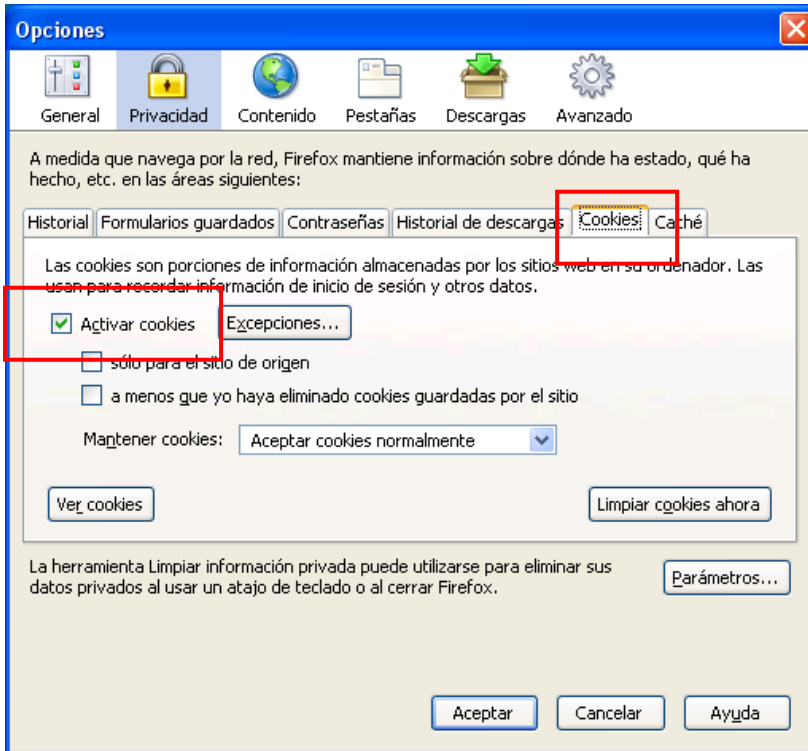 Opciones
General Privacidad Contenido Pestañas Descargas Avanzado
A medida que navega por la red, Firefox mantiene información sobre dónde ha estado, qué ha
hecho, etc. en las áreas siguientes:
Historial Formularios guardados Contraseñas Historial de descargas Cookies Caché
Las cookies son porciones de información almacenadas por los sitios web en su ordenador. Las
usan para recordar información de inicio de sesión y otros datos.
Activar cookies Excepciones...
sólo para el sitio de origen
a menos que yo haya eliminado cookies guardadas por el sitio
Mantener cookies: Aceptar cookies normalmente
Ver cookies Limpiar cookies ahora
La herramienta Limpiar información privada puede utilizarse para eliminar sus
datos privados al usar un atajo de teclado o al cerrar Firefox.
Parámetros...
Aceptar Cancelar Ayuda